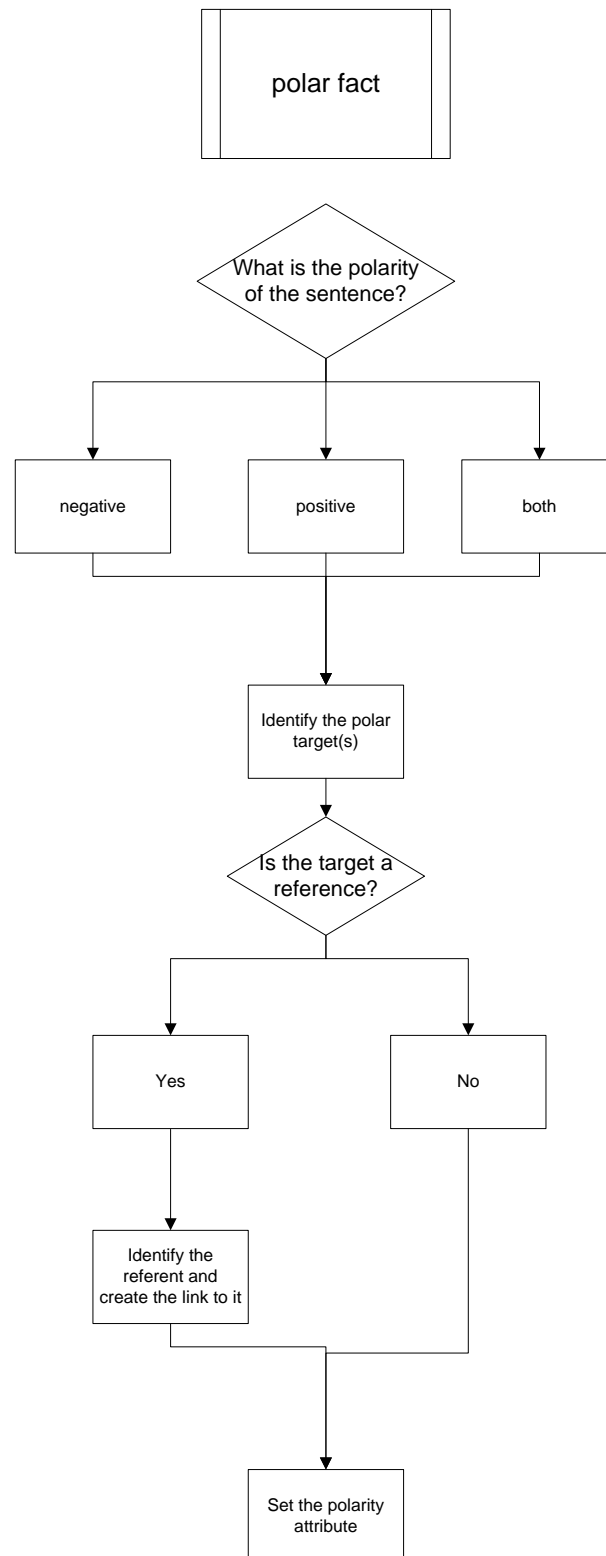 polar fact
What is the polarity
of the sentence?
negative
positive
both
Identify the polar
target(s)
Is the target a
reference?
Yes
No
Identify the
referent and
create the link to it
Set the polarity
attribute